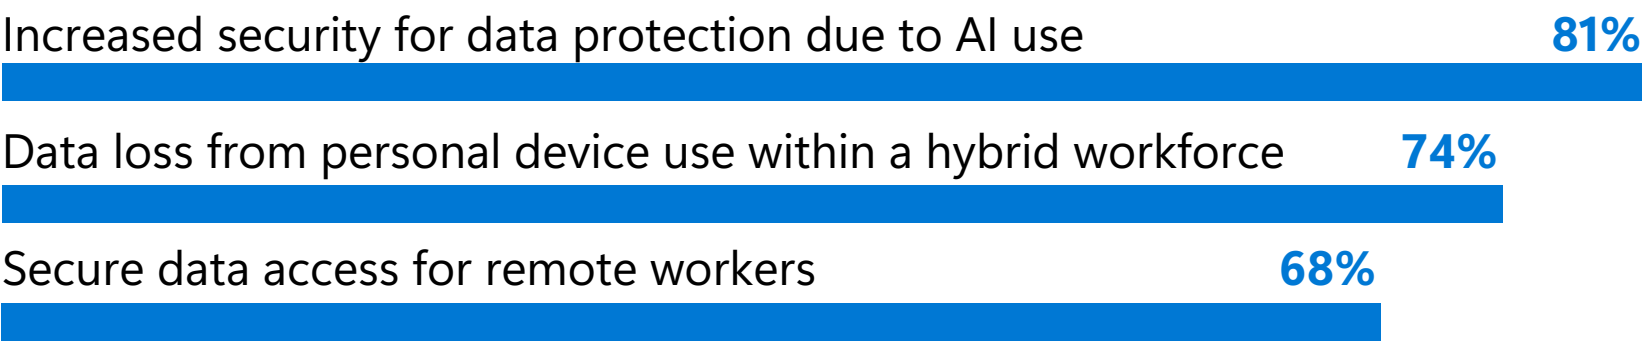 Increased security for data protection due to AI use 81%
Data loss from personal device use within a hybrid workforce 74%
Secure data access for remote workers 68%